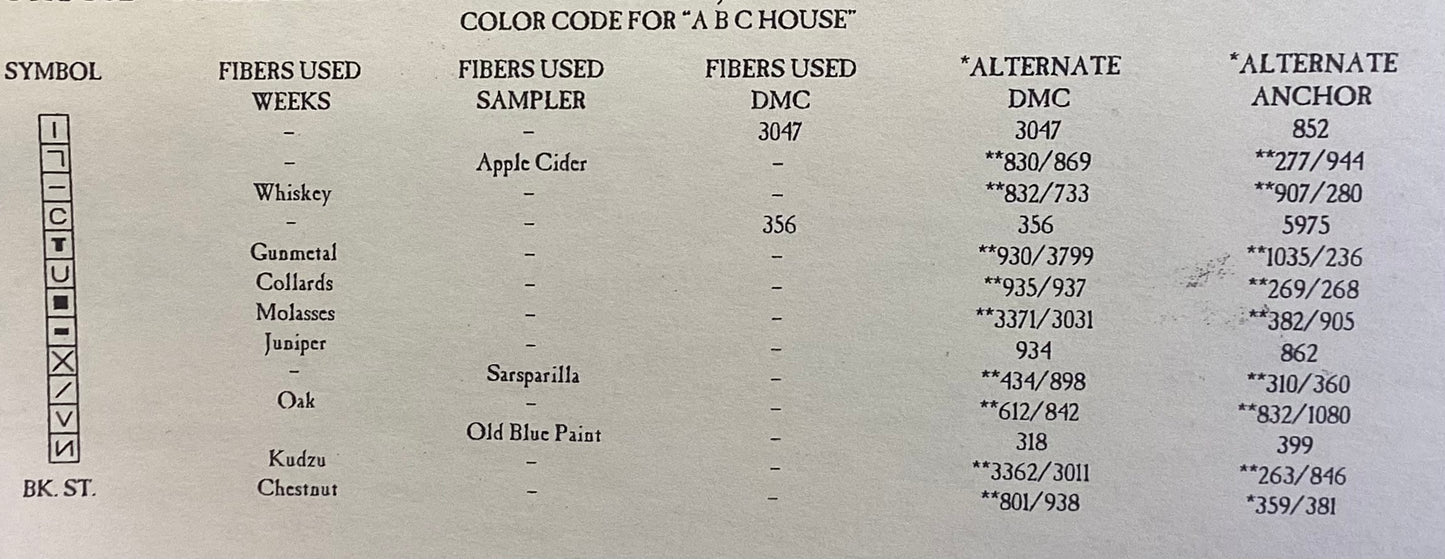 COLOR CODE FOR "A B C HOUSE"
SYMBOL FIBERS USED FIBERS USED FIBERS USED *ALTERNATE *ALTERNATE
WEEKS SAMPLER DMC DMC ANCHOR
I – – 3047 3047 852
ㄱ – Apple Cider – **830/869 **277/944
– Whiskey – – **832/733 **907/280
C – – 356 356 5975
T Gunmetal – – **930/3799 **1035/236
U Collards – – **935/937 **269/268
■ Molasses – – **3371/3031 **382/905
▬ Juniper – – 934 862
X – Sarsparilla – **434/898 **310/360
/ Oak – – **612/842 **832/1080
V Old Blue Paint – 318 399
И Kudzu – – **3362/3011 **263/846
BK. ST. Chestnut – – **801/938 *359/381